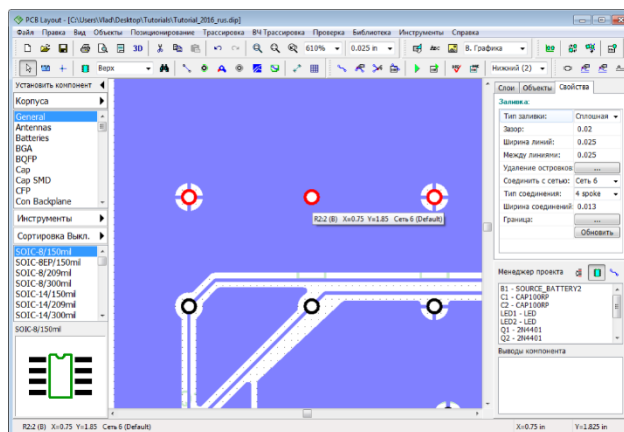 PCB Layout - [C:\Users\Vlad\Desktop\Tutorials\Tutorial_2016_rus.dip]
Файл Правка Вид Объекты Позиционирование Трассировка ВЧ Трассировка Проверка Библиотека Инструменты Справка
3D 610% 0.025 in abc В. Графика
Верх Нижний (2)
Установить компонент
Корпуса
General
Antennas
Batteries
BGA
BQFP
Cap
Cap SMD
CFP
Con Backplane
Инструменты
Сортировка Выкл.
SOIC-8/150mil
SOIC-8EP/150mil
SOIC-8/209mil
SOIC-8/300mil
SOIC-14/150mil
SOIC-14/209mil
SOIC-14/300mil
SOIC-8/150mil
R2:2 (B) X=0.75 Y=1.85 Сеть 6 (Default)
Слои Объекты Свойства
Заливка:
Тип заливки: Сплошная
Зазор: 0.02
Ширина линий: 0.025
Между линиями: 0.025
Удаление островков: ...
Соединить с сетью: Сеть 6
Тип соединения: 4 spoke
Ширина соединений: 0.013
Граница: ...
Обновить
Менеджер проекта
B1 - SOURCE_BATTERY2
C1 - CAP100RP
C2 - CAP100RP
LED1 - LED
LED2 - LED
Q1 - 2N4401
Q2 - 2N4401
Выводы компонента
R2:2 (B) X=0.75 Y=1.85 Сеть 6 (Default) X=0.75 in Y=1.825 in